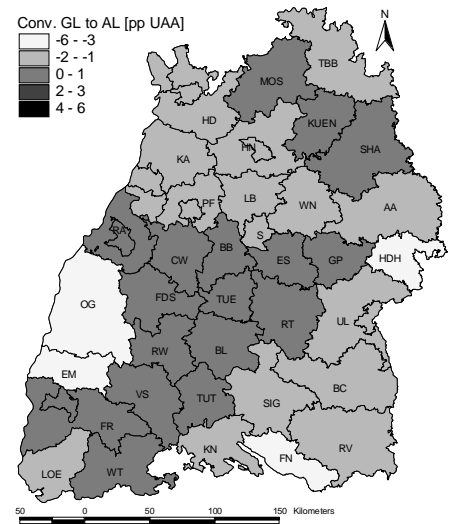 Conv. GL to AL [pp UAA]
-6 - -3
-2 - -1
0 - 1
2 - 3
4 - 6
N
TBB
MOS
HD
KUEN
HN
SHA
KA
PF
LB
WN
AA
RA
S
CW
BB
ES
GP
HDH
OG
FDS
TUE
RT
UL
RW
BL
EM
VS
TUT
SIG
BC
FR
KN
FN
RV
LOE
WT
50 0 50 100 150 Kilometers